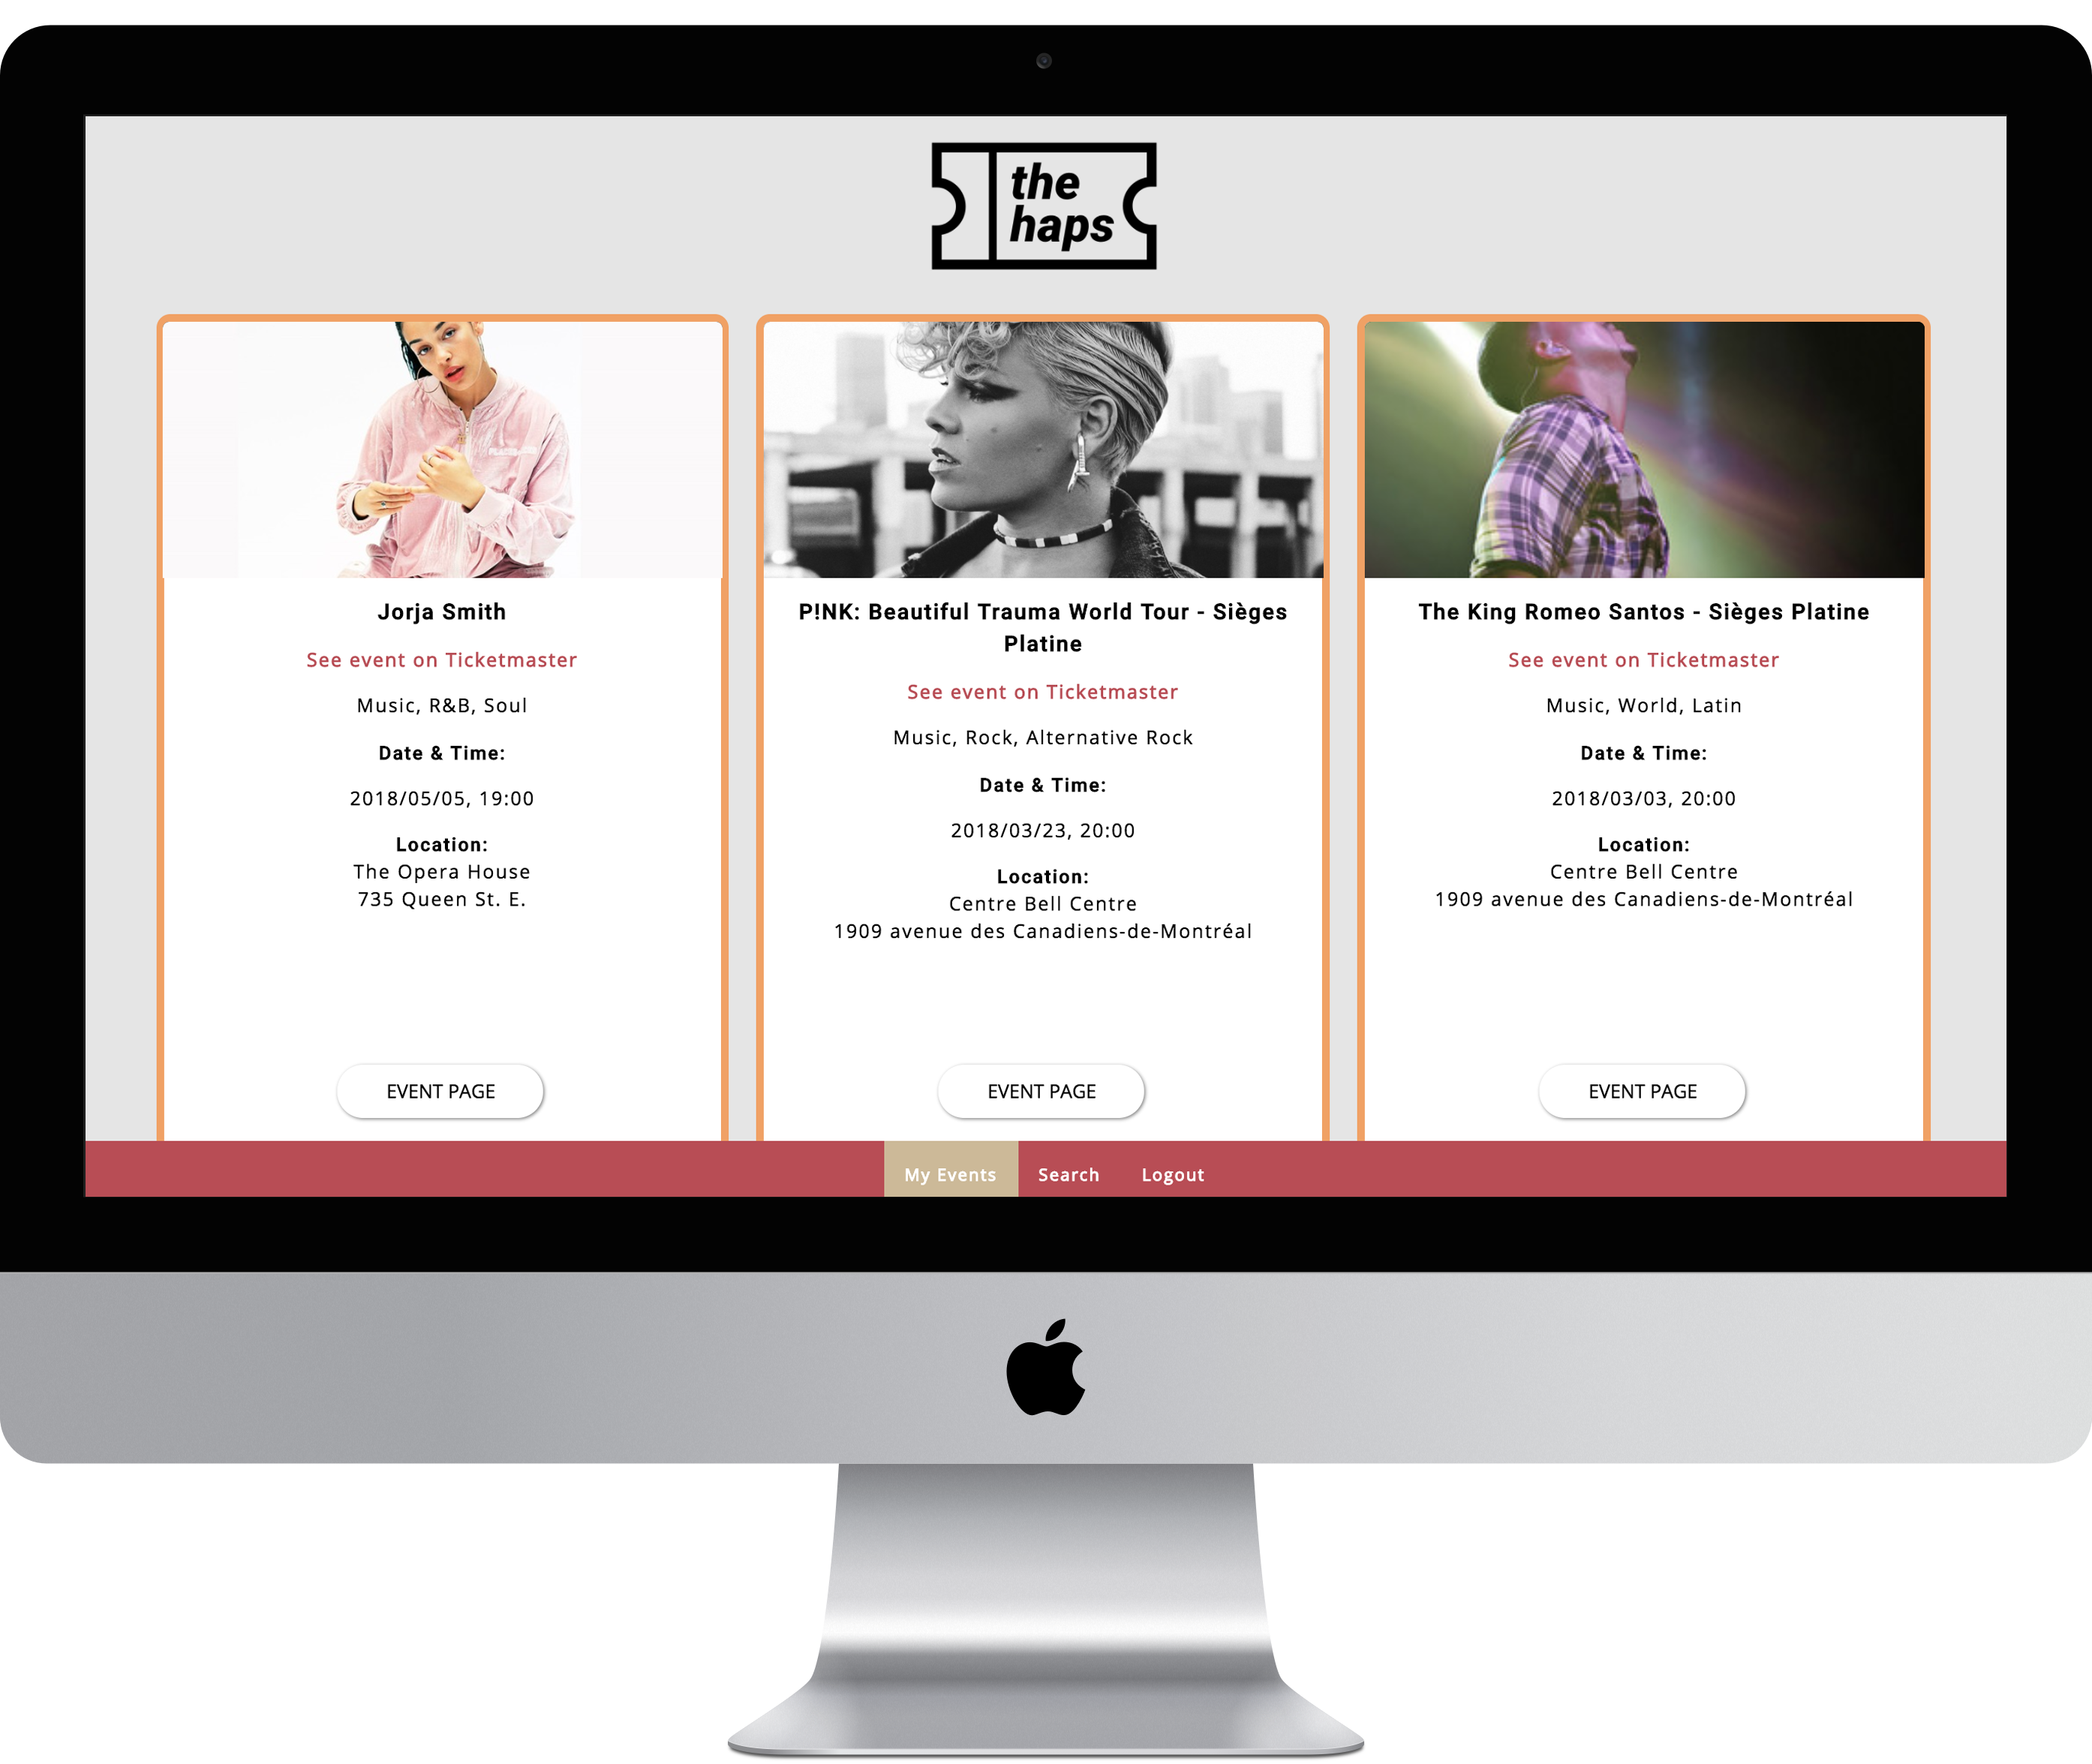 the
haps
Jorja Smith
See event on Ticketmaster
Music, R&B, Soul
Date & Time:
2018/05/05, 19:00
Location:
The Opera House
735 Queen St. E.
EVENT PAGE
P!NK: Beautiful Trauma World Tour - Sièges
Platine
See event on Ticketmaster
Music, Rock, Alternative Rock
Date & Time:
2018/03/23, 20:00
Location:
Centre Bell Centre
1909 avenue des Canadiens-de-Montréal
EVENT PAGE
The King Romeo Santos - Sièges Platine
See event on Ticketmaster
Music, World, Latin
Date & Time:
2018/03/03, 20:00
Location:
Centre Bell Centre
1909 avenue des Canadiens-de-Montréal
EVENT PAGE
My Events Search Logout